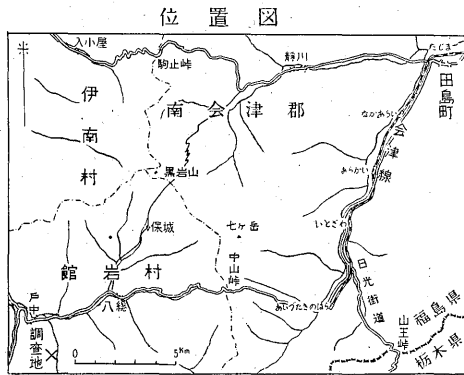 位置図
入小屋
駒止峠
静川
たじま
田島町
伊南村
南会津郡
ながあらい
会津線
あらかい
黒岩山
いとざわ
保城
七ヶ岳
館岩村
中山峠
八総
あいづたきのはら
日光街道
戸中
調査地
0 5Km
山王峠
福島県
栃木県